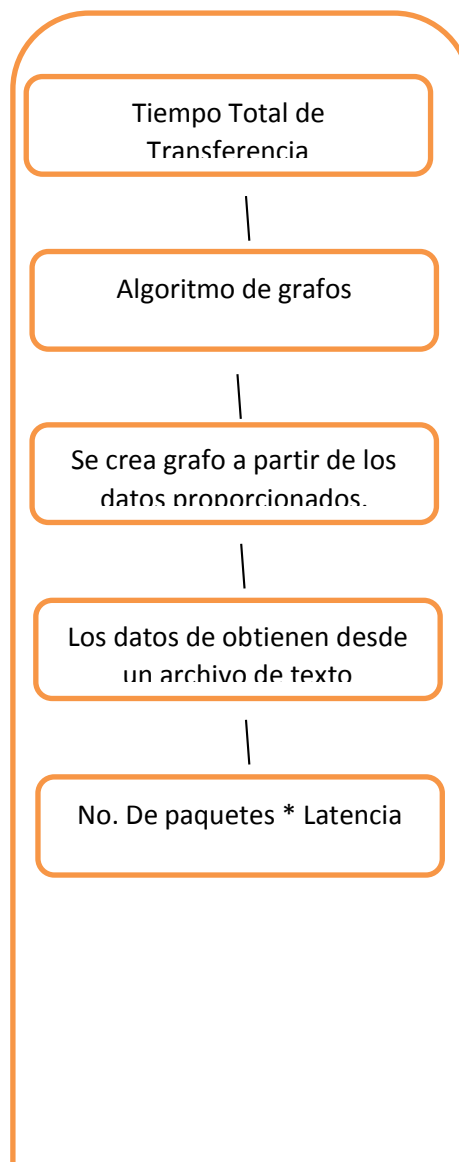 Tiempo Total de
Transferencia
Algoritmo de grafos
Se crea grafo a partir de los
datos proporcionados.
Los datos de obtienen desde
un archivo de texto
No. De paquetes * Latencia